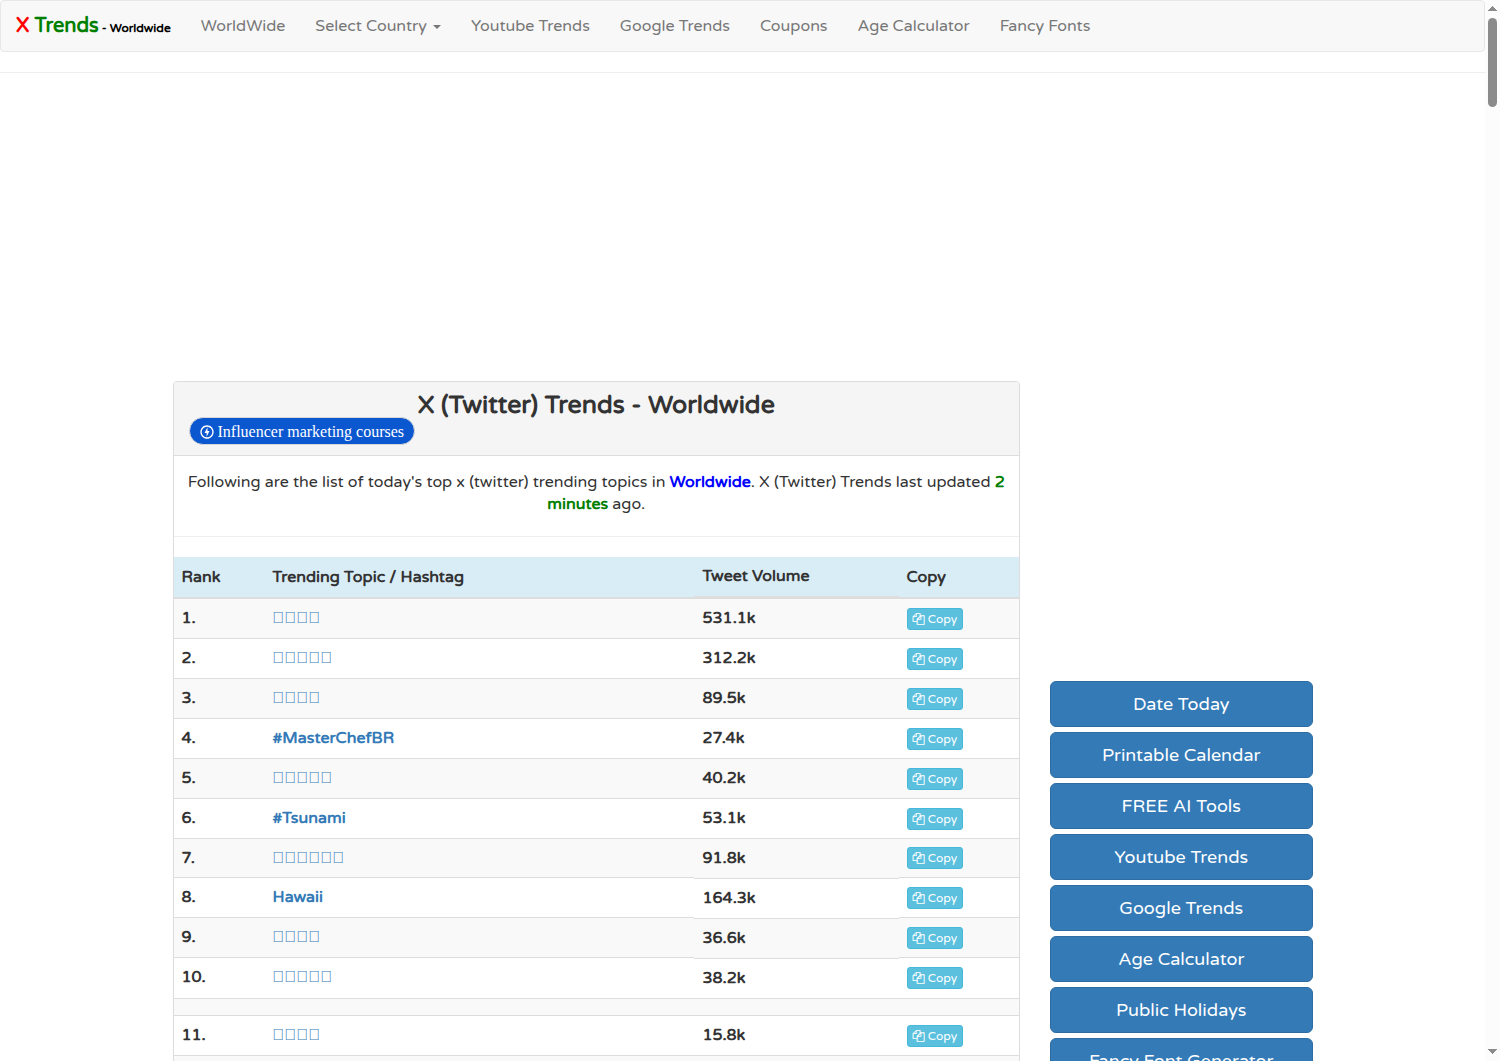 X Trends - Worldwide WorldWide Select Country Youtube Trends Google Trends Coupons Age Calculator Fancy Fonts
X (Twitter) Trends - Worldwide
Influencer marketing courses
Following are the list of today's top x (twitter) trending topics in Worldwide. X (Twitter) Trends last updated 2
minutes ago.
Rank Trending Topic / Hashtag Tweet Volume Copy
1. 531.1k Copy
2. 312.2k Copy
3. 89.5k Copy
4. #MasterChefBR 27.4k Copy
5. 40.2k Copy
6. #Tsunami 53.1k Copy
7. 91.8k Copy
8. Hawaii 164.3k Copy
9. 36.6k Copy
10. 38.2k Copy
11. 15.8k Copy
Date Today
Printable Calendar
FREE AI Tools
Youtube Trends
Google Trends
Age Calculator
Public Holidays
Fancy Font Generator